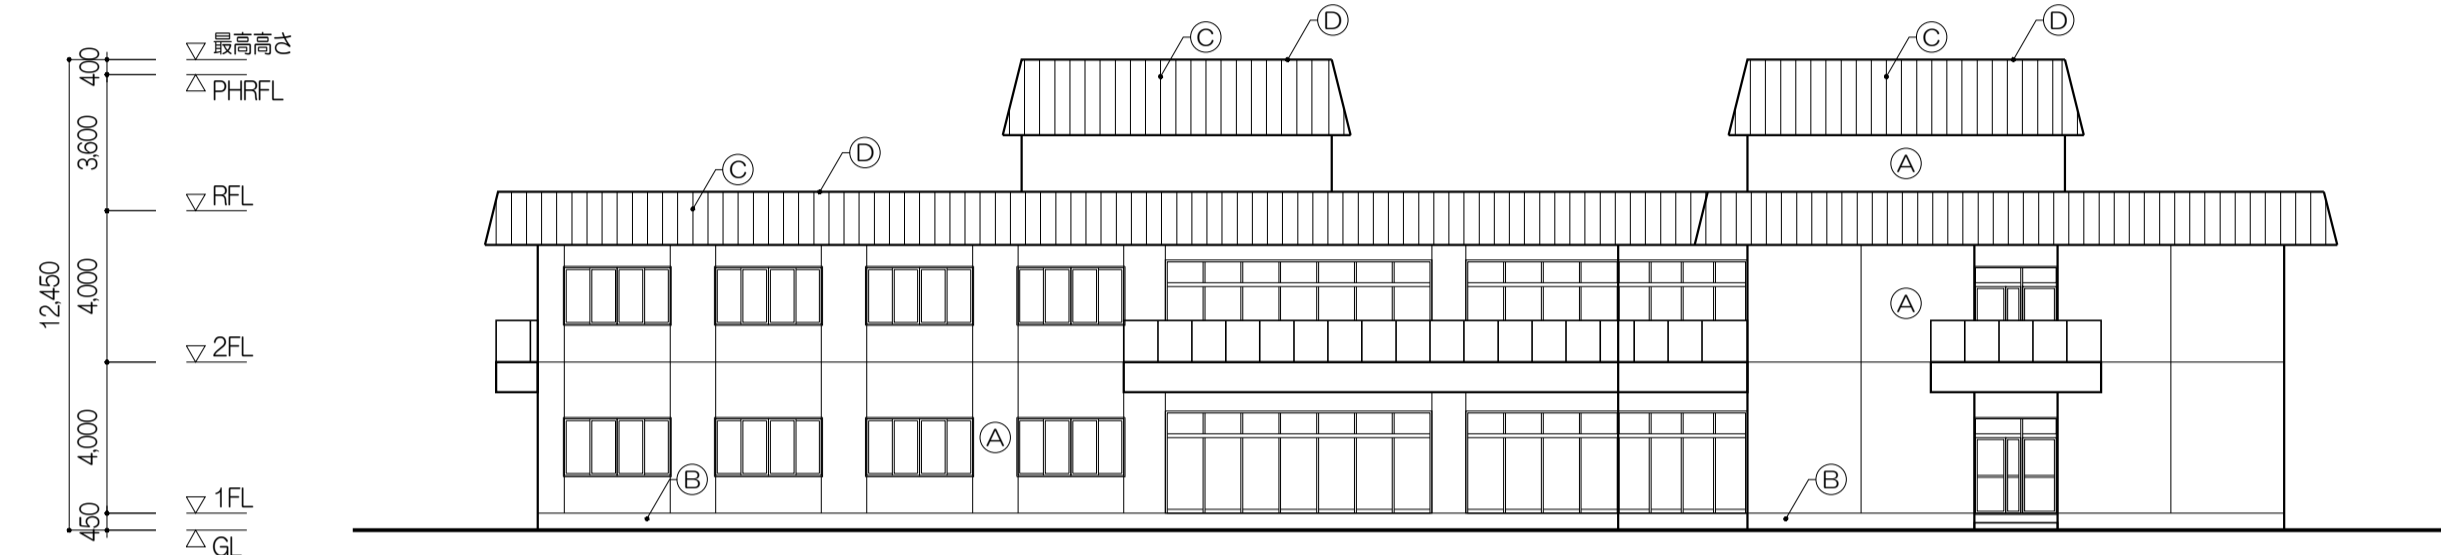 Ⓓ
Ⓓ
Ⓒ
Ⓒ
▽ 最高高さ
400
△ PHRFL
3,600
Ⓓ
Ⓐ
Ⓒ
▽ RFL
12,450
4,000
Ⓐ
▽ 2FL
4,000
Ⓐ
Ⓑ
Ⓑ
▽ 1FL
450
△ GL